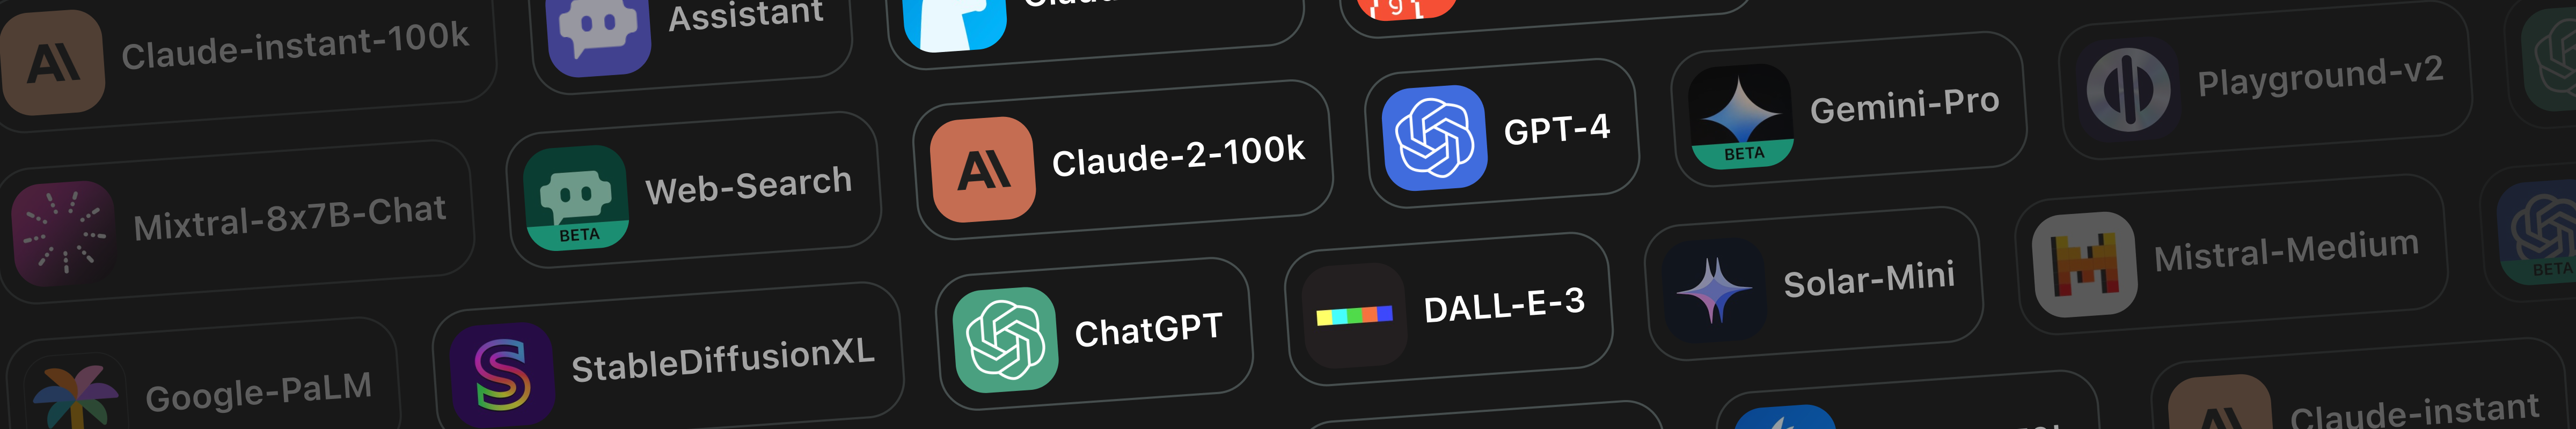 Claude-instant-100k
Assistant
Mixtral-8x7B-Chat
Web-Search
BETA
Claude-2-100k
GPT-4
Gemini-Pro
BETA
Playground-v2
Google-PaLM
StableDiffusionXL
ChatGPT
DALL-E-3
Solar-Mini
Mistral-Medium
BETA
Claude-instant